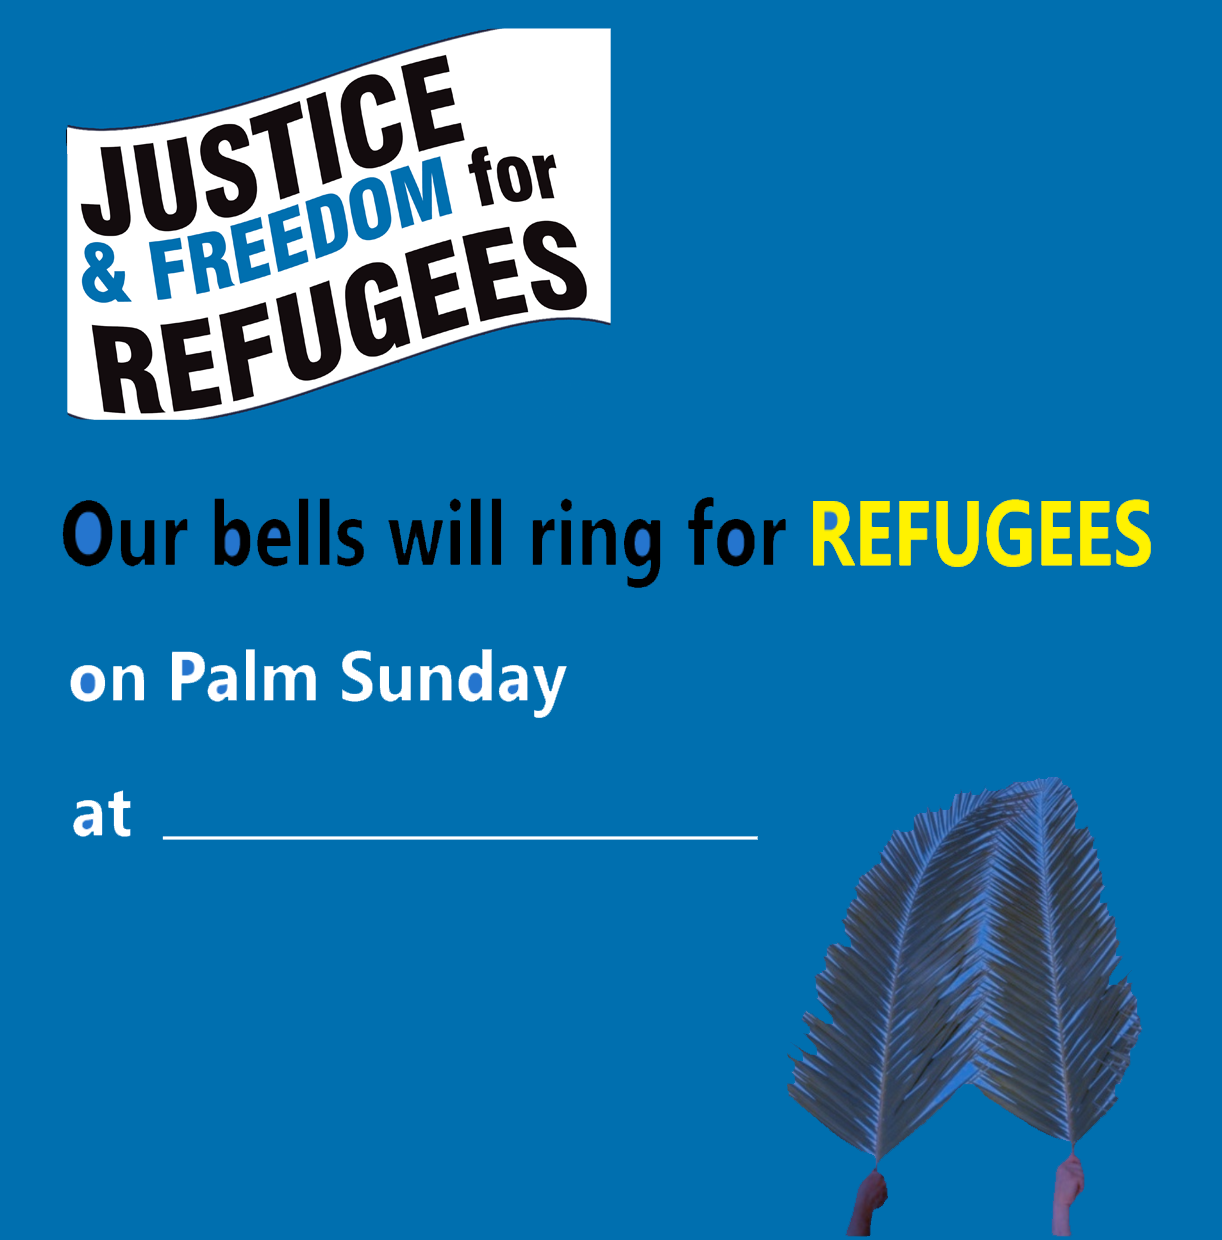 JUSTICE
& FREEDOM for
REFUGEES
Our bells will ring for REFUGEES
on Palm Sunday
at